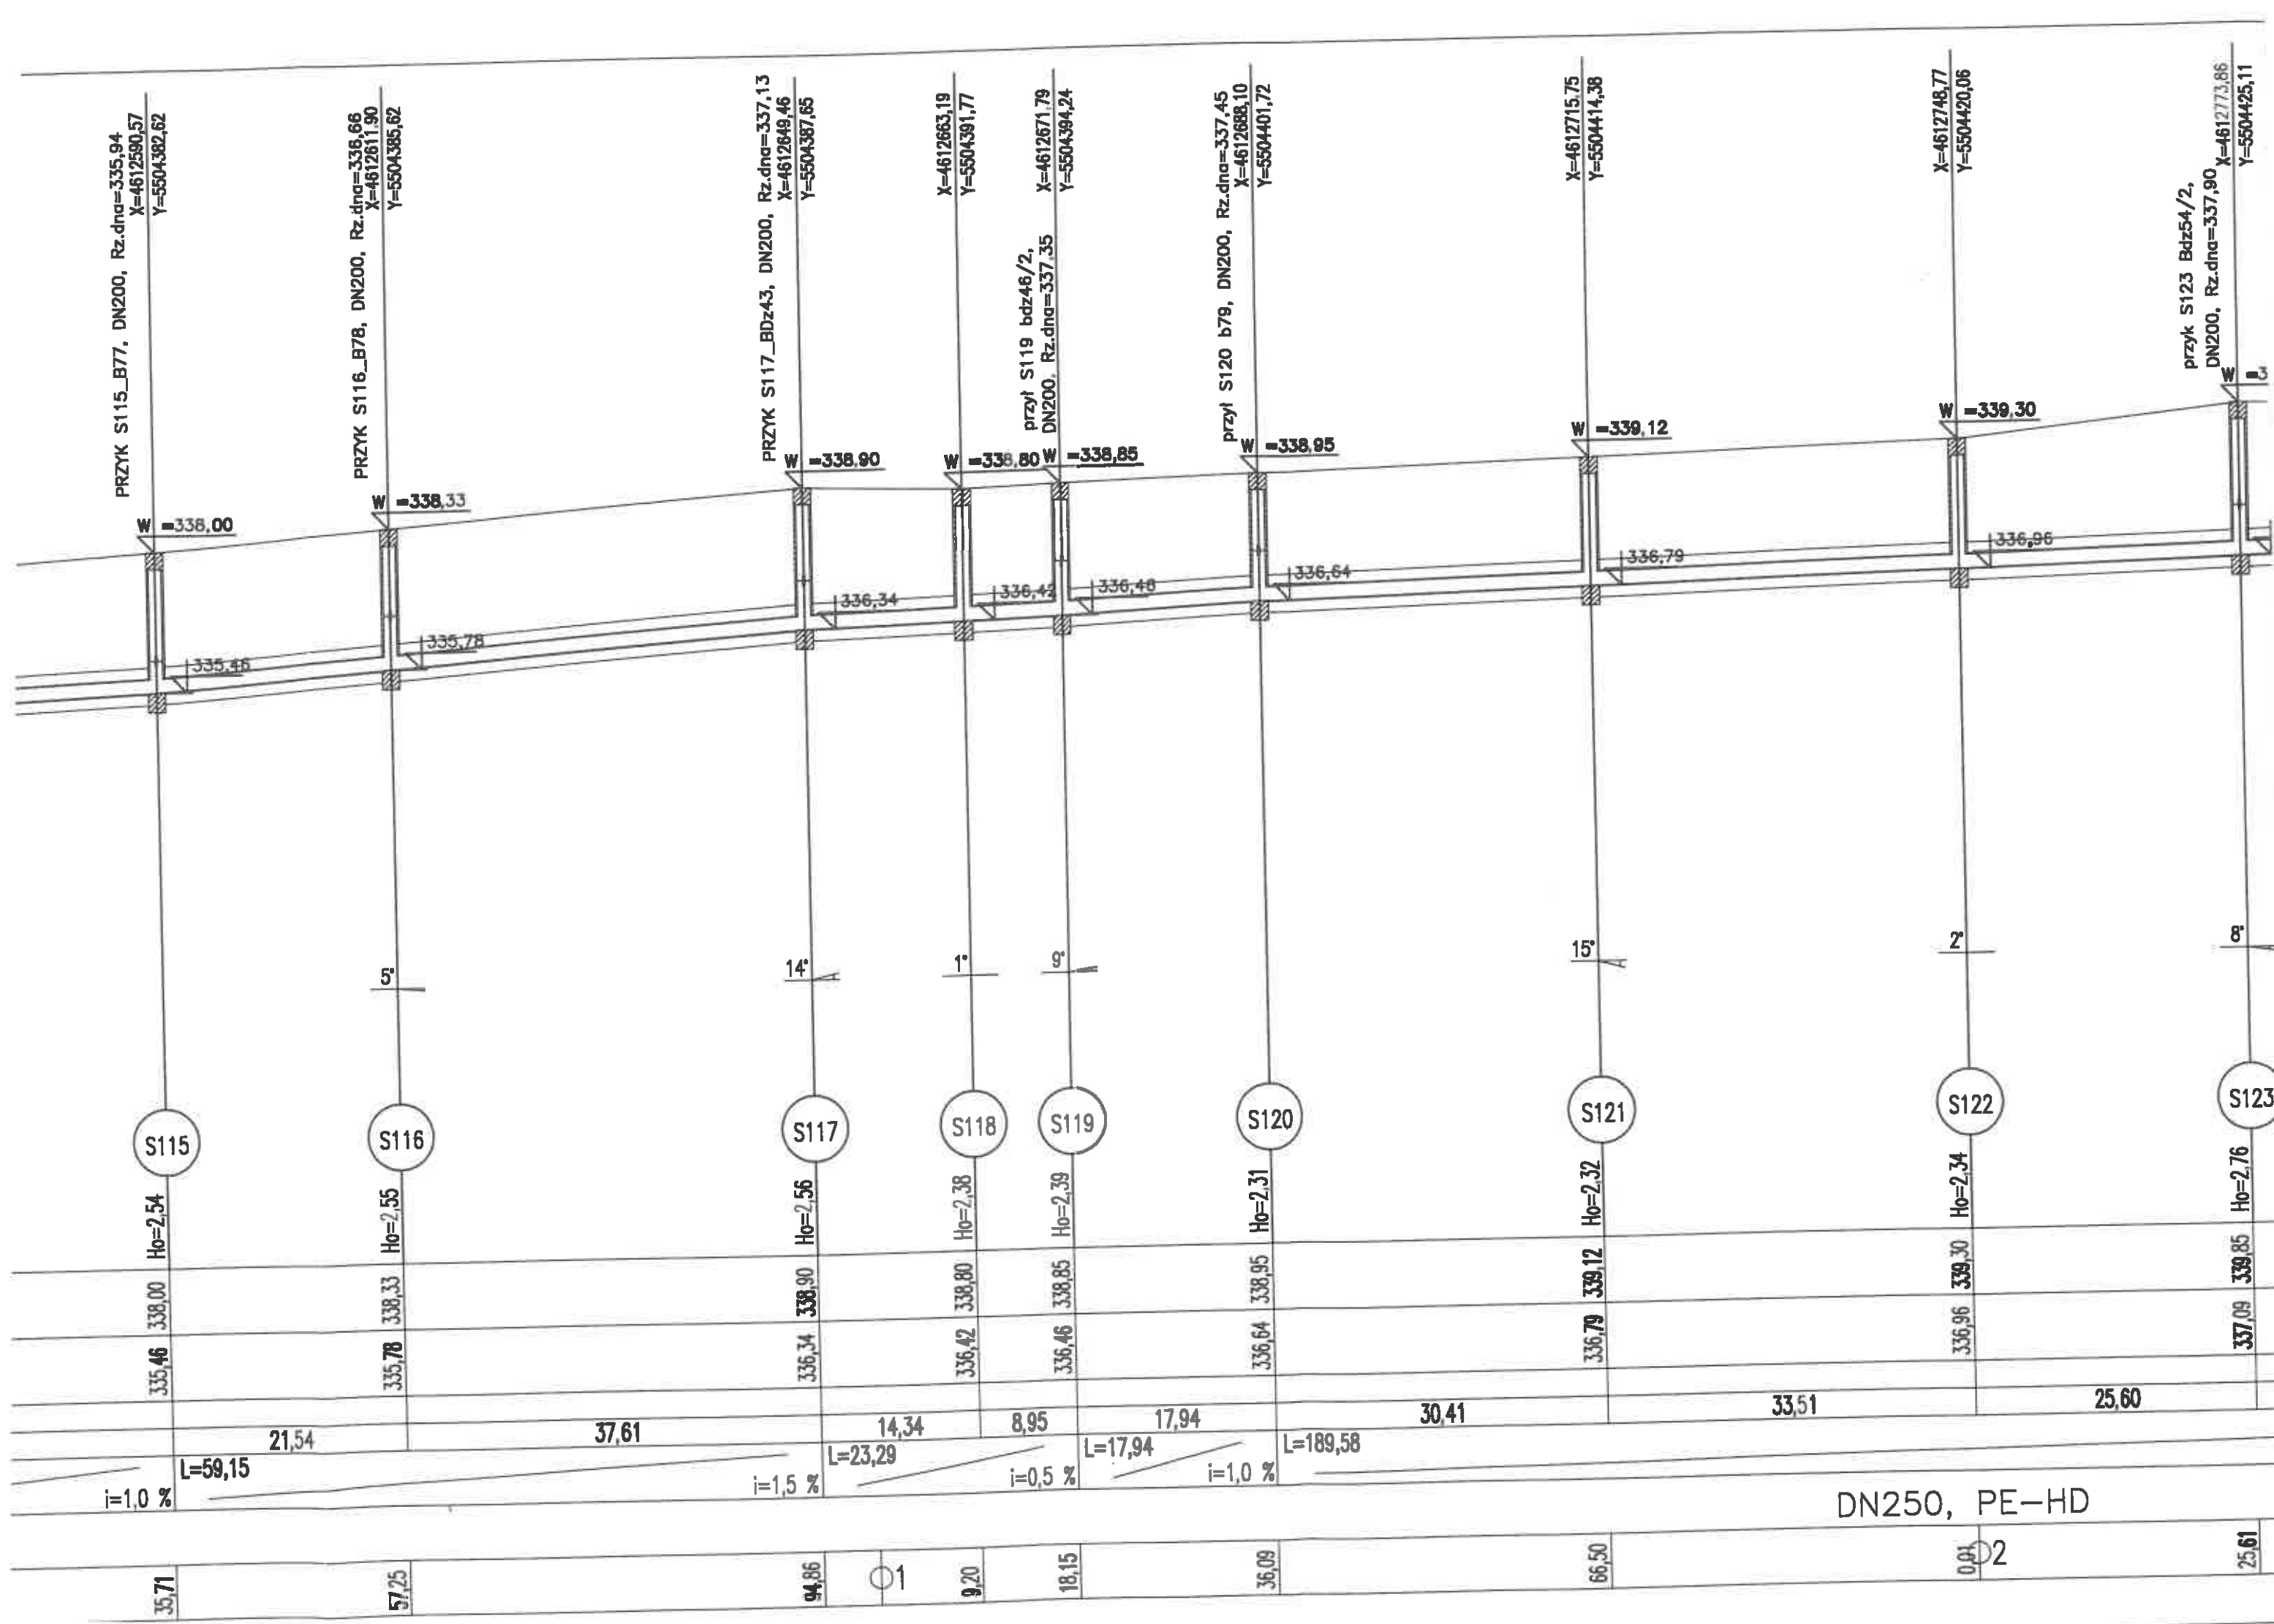 PRZYK S115_B77, DN200, Rz.dna=335,94
X=4612590,57
Y=5504382,62
PRZYK S116_B78, DN200, Rz.dna=336,66
X=4612611,90
Y=5504385,62
PRZYK S117_BDz43, DN200, Rz.dna=337,13
X=4612649,46
Y=5504387,65
X=4612663,19
Y=5504391,77
przył S119 bdz46/2,
DN200, Rz.dna=337,35
X=4612671,79
Y=5504394,24
przył S120 b79, DN200, Rz.dna=337,45
X=4612688,10
Y=5504401,72
X=4612715,75
Y=5504414,38
X=4612748,77
Y=5504420,06
przyk S123 Bdz54/2,
DN200, Rz.dna=337,90
X=4612773,86
Y=5504425,11
W =338,00
W =338,33
W =338,90
W =338,80
W =338,85
W =338,95
W =339,12
W =339,30
W =3
335,46
335,78
336,34
336,42
336,46
336,64
336,79
336,96
5°
14°
1°
9°
15°
2°
8°
S115
S116
S117
S118
S119
S120
S121
S122
S123
Ho=2,54
Ho=2,55
Ho=2,56
Ho=2,38
Ho=2,39
Ho=2,31
Ho=2,32
Ho=2,34
Ho=2,76
338,00
338,33
338,90
338,80
338,85
338,95
339,12
339,30
339,85
335,46
335,78
336,34
336,42
336,46
336,64
336,79
336,96
337,09
21,54
37,61
14,34
8,95
17,94
30,41
33,51
25,60
L=59,15
L=23,29
L=17,94
L=189,58
i=1,0 %
i=1,5 %
i=0,5 %
i=1,0 %
DN250, PE-HD
35,71
57,25
94,86
1
9,20
18,15
36,09
66,50
0,01
2
25,61